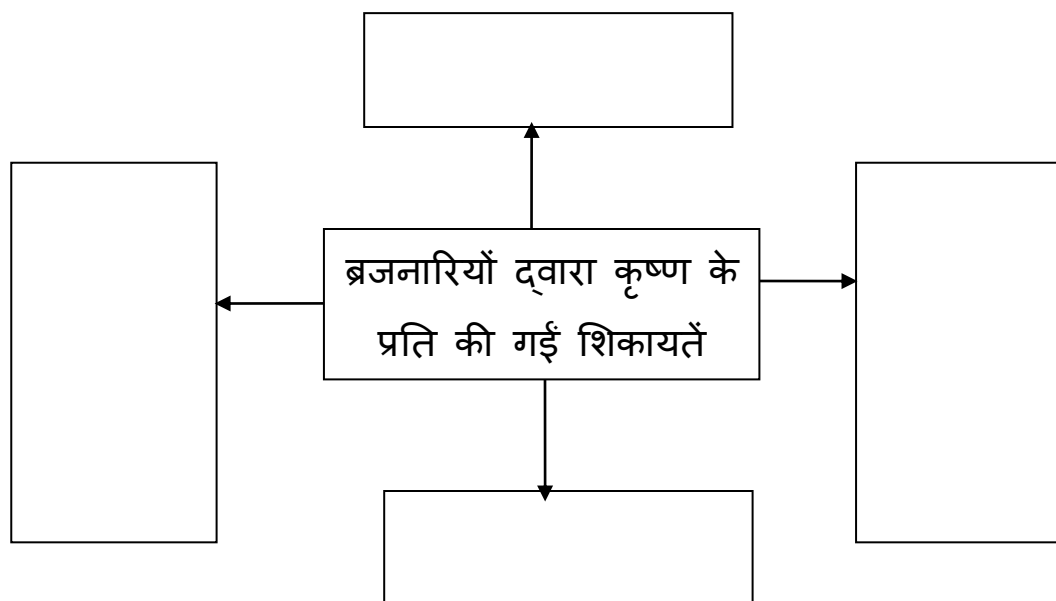 ब्रजनारियों द्‌वारा कृष्ण के
प्रति की गईं शिकायतें